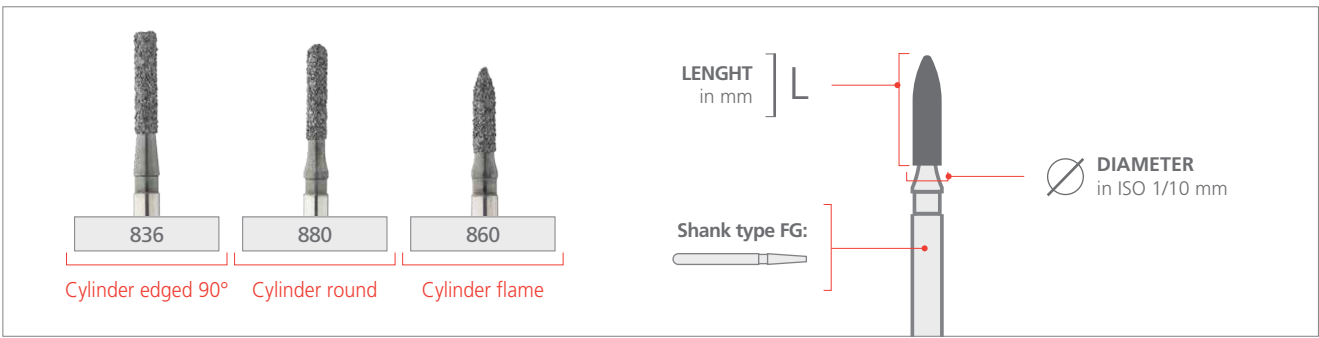 836
880
860
Cylinder edged 90°
Cylinder round
Cylinder flame
LENGHT
in mm
L
DIAMETER
in ISO 1/10 mm
Shank type FG: